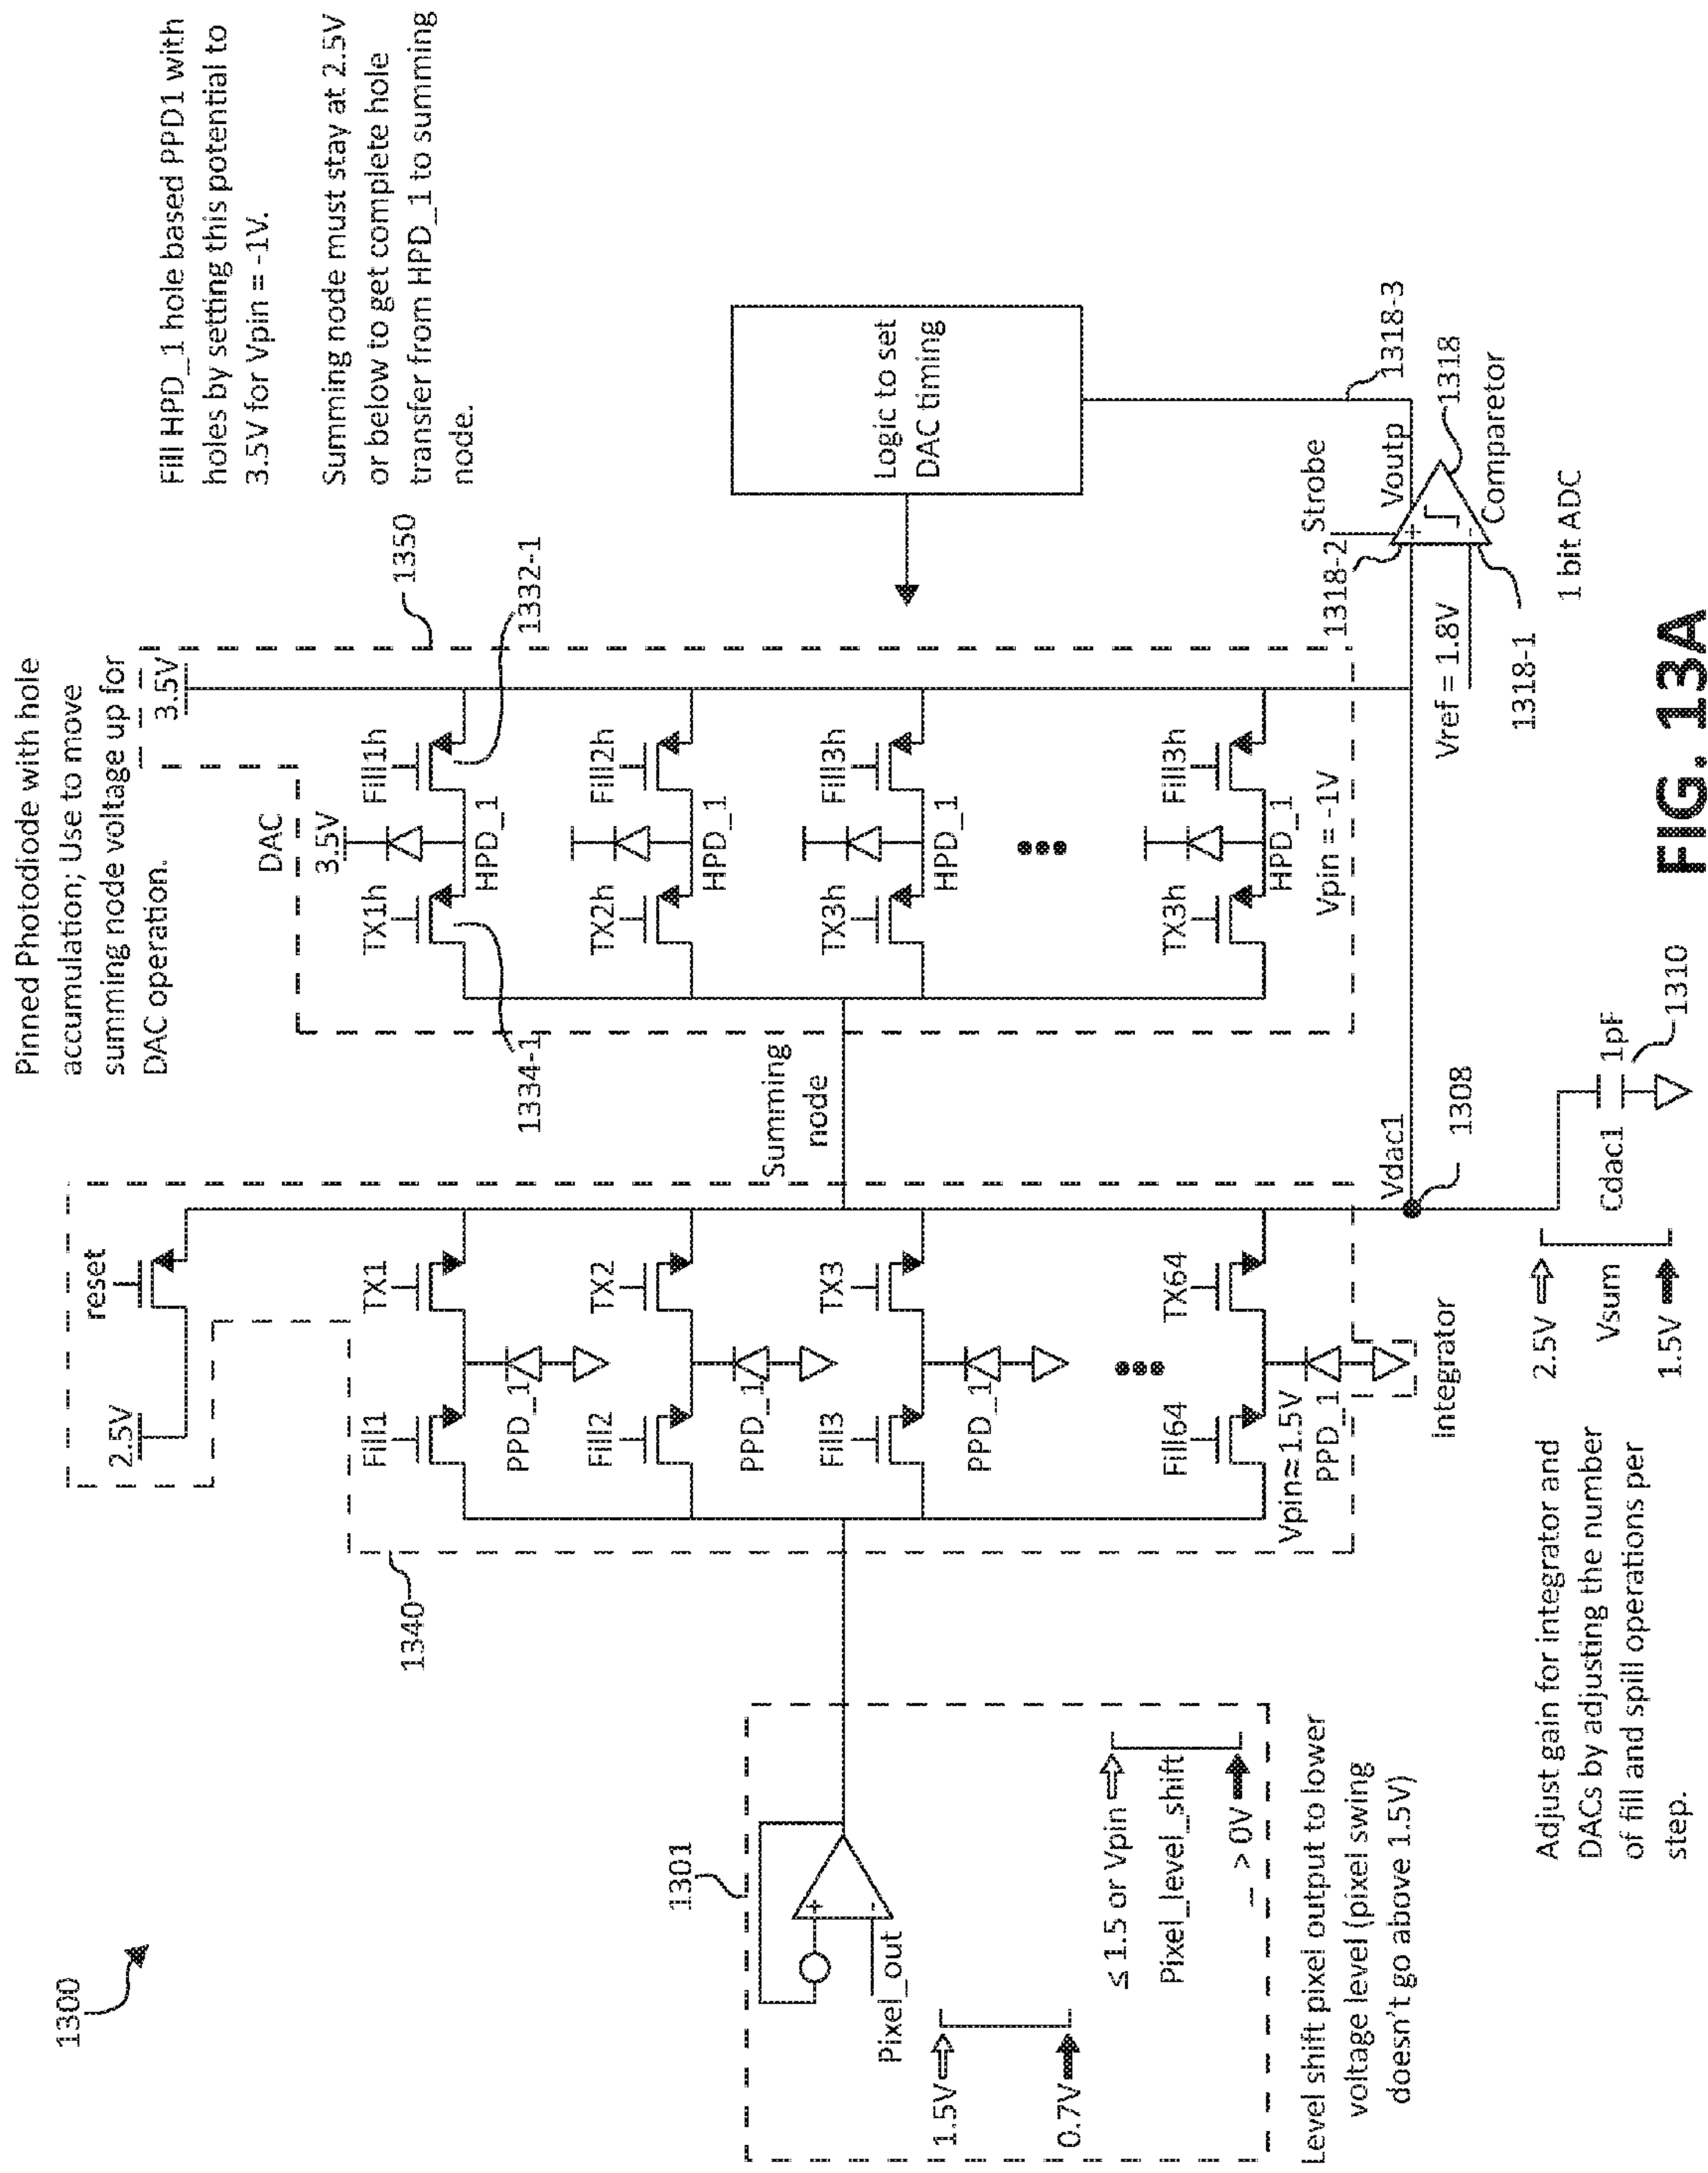 1300
Pinned Photodiode with hole
accumulation; Use to move
summing node voltage up for
DAC operation.
Fill HPD_1 hole based PPD1 with
holes by setting this potential to
3.5V for Vpin = -1V.
Summing node must stay at 2.5V
or below to get complete hole
transfer from HPD_1 to summing
node.
1301
+
-
Pixel_out
1.5V
0.7V
≤ 1.5 or Vpin
Pixel_level_shift
_ > 0V
Level shift pixel output to lower
voltage level (pixel swing
doesn't go above 1.5V)
1340
2.5V
reset
Fill1
TX1
PPD_1
Fill2
TX2
PPD_1
Fill3
TX3
PPD_1
Fill64
TX64
Vpin≈1.5V
PPD_1
integrator
Summing
node
DAC
3.5V
3.5V
1350
TX1h
Fill1h
HPD_1
1334-1
1332-1
TX2h
Fill2h
HPD_1
TX3h
Fill3h
HPD_1
TX3h
Fill3h
HPD_1
Vpin = -1V
Logic to set
DAC timing
Vdac1
1308
Strobe
1318-2
+
Voutp
1318-3
1318
Vref = 1.8V
-
Comparetor
1318-1
1 bit ADC
2.5V
Vsum
1.5V
Cdac1
1pF
1310
Adjust gain for integrator and
DACs by adjusting the number
of fill and spill operations per
step.
FIG. 13A